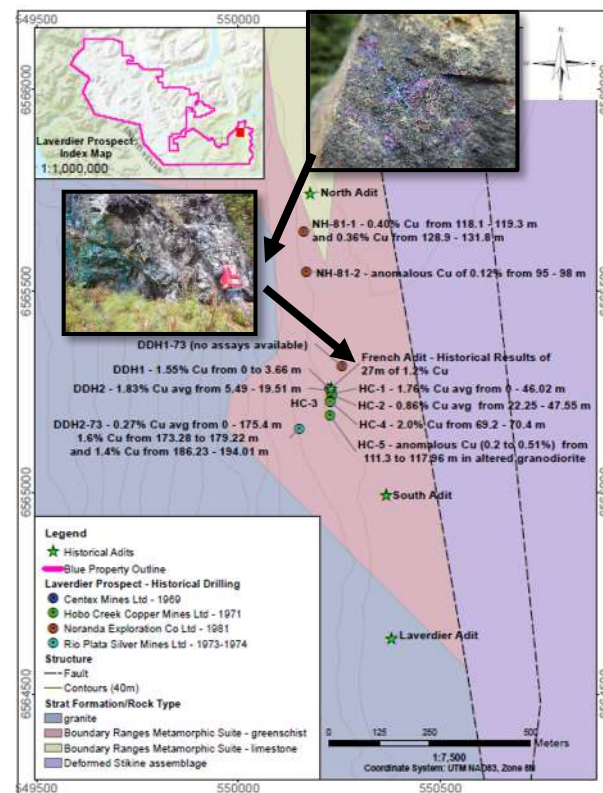 549500
550000
550500
6566000
N
W
Laverdier Prospect
Index Map
1:1,000,000
North Adit
NH-81-1 - 0.40% Cu from 118.1 - 119.3 m
and 0.36% Cu from 128.9 - 131.8 m
6565500
6565500
NH-81-2 - anomalous Cu of 0.12% from 95 - 98 m
DDH1-73 (no assays available)
French Adit - Historical Results of
27m of 1.2% Cu
DDH1 - 1.55% Cu from 0 to 3.66 m
DDH2 - 1.83% Cu avg from 5.49 - 19.51 m
HC-1 - 1.76% Cu avg from 0 - 46.02 m
HC-3
HC-2 - 0.86% Cu avg from 22.25 - 47.55 m
DDH2-73 - 0.27% Cu avg from 0 - 175.4 m
1.6% Cu from 173.28 to 179.22 m
and 1.4% Cu from 186.23 - 194.01 m
HC-4 - 2.0% Cu from 69.2 - 70.4 m
HC-5 - anomalous Cu (0.2 to 0.51%) from
111.3 to 117.96 m in altered granodiorite
6565000
6565000
South Adit
Legend
Historical Adits
Blue Property Outline
Laverdier Prospect - Historical Drilling
Centex Mines Ltd - 1969
Hobo Creek Copper Mines Ltd - 1971
Noranda Exploration Co Ltd - 1981
Rio Plata Silver Mines Ltd - 1973-1974
Structure
Fault
Contours (40m)
Strat Formation/Rock Type
granite
Boundary Ranges Metamorphic Suite - greenschist
Boundary Ranges Metamorphic Suite - limestone
Deformed Stikine assemblage
Laverdier Adit
6564500
6564500
0
125
250
500
Meters
1:7,500
Coordinate System: UTM NAD83, Zone 8N
549500
550000
550500